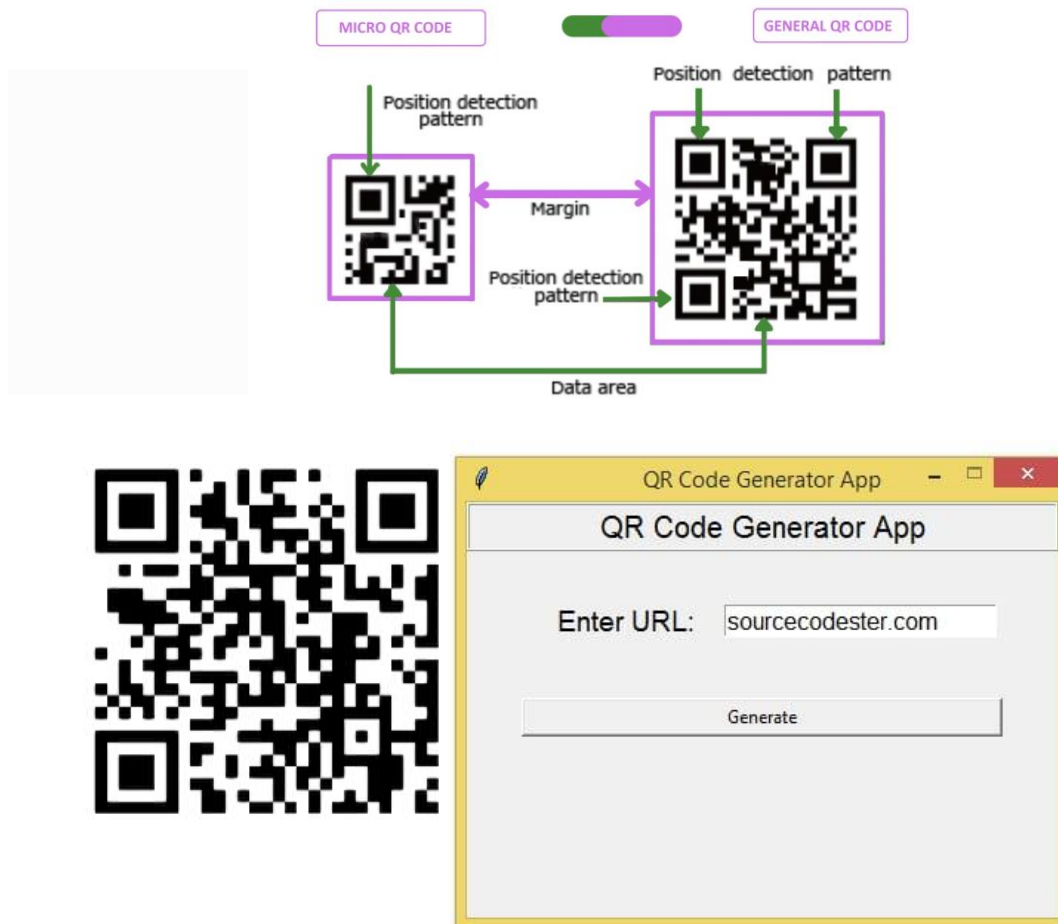 MICRO QR CODE
GENERAL QR CODE
Position detection pattern
Position detection
pattern
Margin
Position detection
pattern
Data area
QR Code Generator App
QR Code Generator App
Enter URL: sourcecodester.com
Generate